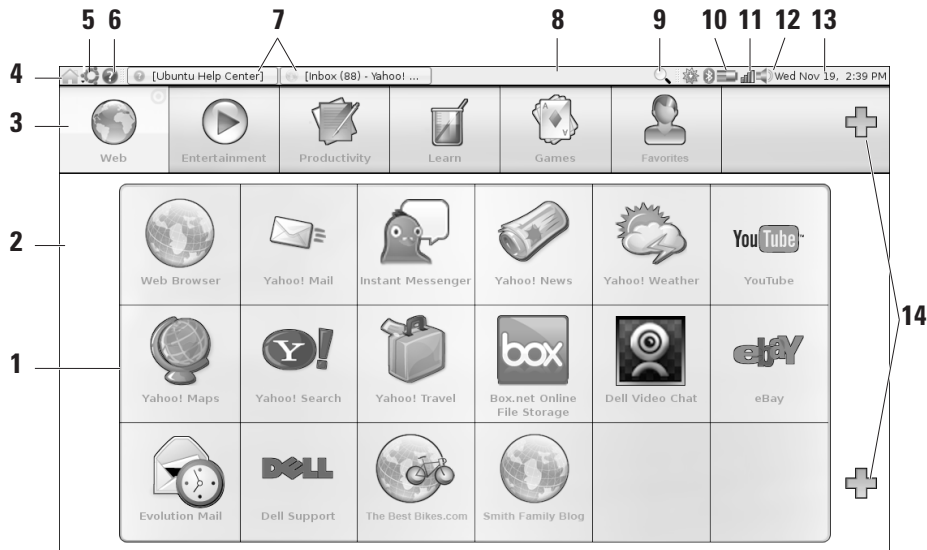 5 6 7 8 9 10 11 12 13
4 [Ubuntu Help Center] [Inbox (88) - Yahoo! ... Wed Nov 19, 2:39 PM
3
Web Entertainment Productivity Learn Games Favorites
2
You Tube
Web Browser Yahoo! Mail Instant Messenger Yahoo! News Yahoo! Weather YouTube
14
1
Y! box ebaY
Yahoo! Maps Yahoo! Search Yahoo! Travel Box.net Online Dell Video Chat eBay
File Storage
DELL
Evolution Mail Dell Support The Best Bikes.com Smith Family Blog